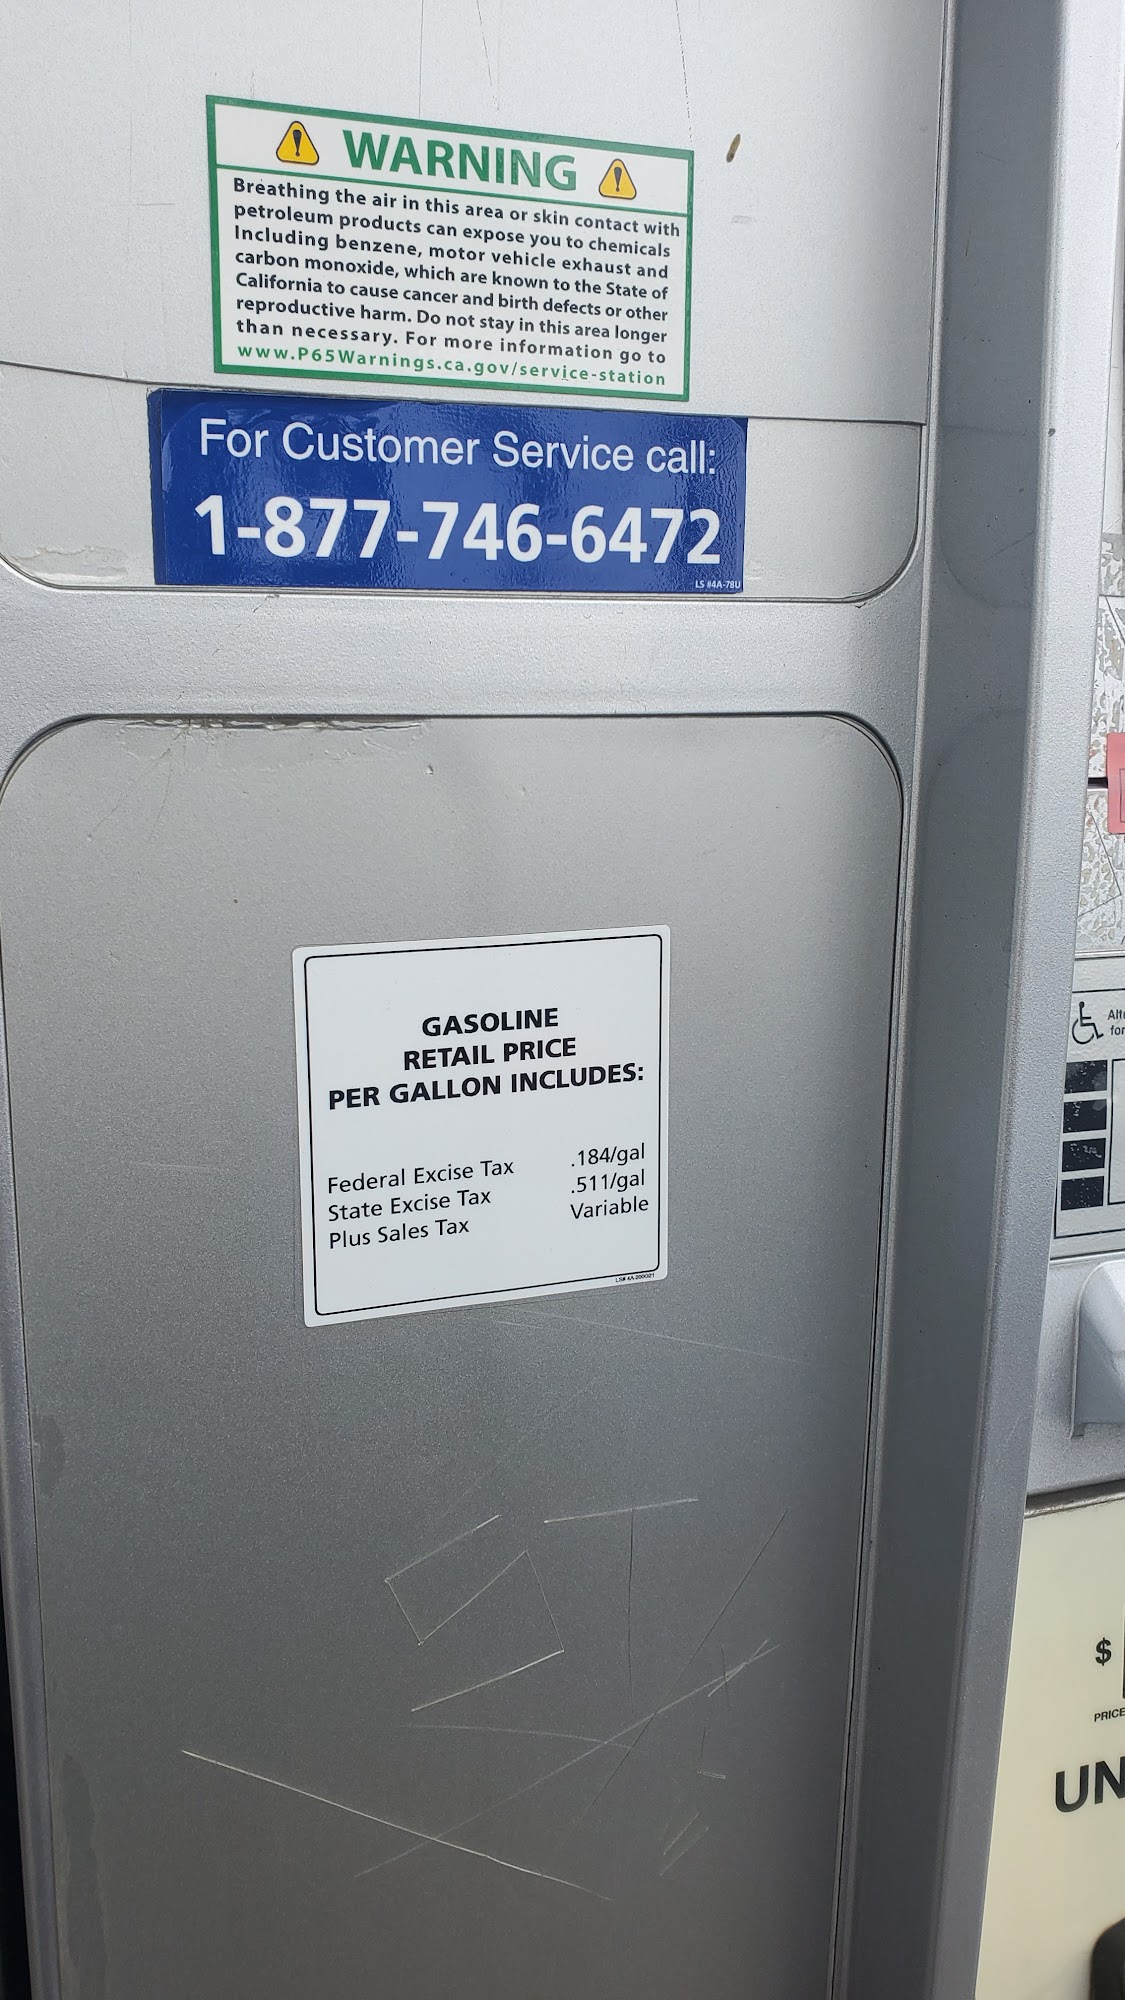 WARNING
Breathing the air in this area or skin contact with
petroleum products can expose you to chemicals
Including benzene, motor vehicle exhaust and
carbon monoxide, which are known to the State of
California to cause cancer and birth defects or other
reproductive harm. Do not stay in this area longer
than necessary. For more information go to
www.P65Warnings.ca.gov/service-station
For Customer Service call:
1-877-746-6472
LS #4A-78U
GASOLINE
RETAIL PRICE
PER GALLON INCLUDES:
Federal Excise Tax .184/gal
State Excise Tax .511/gal
Plus Sales Tax Variable
$
PRICE
UN